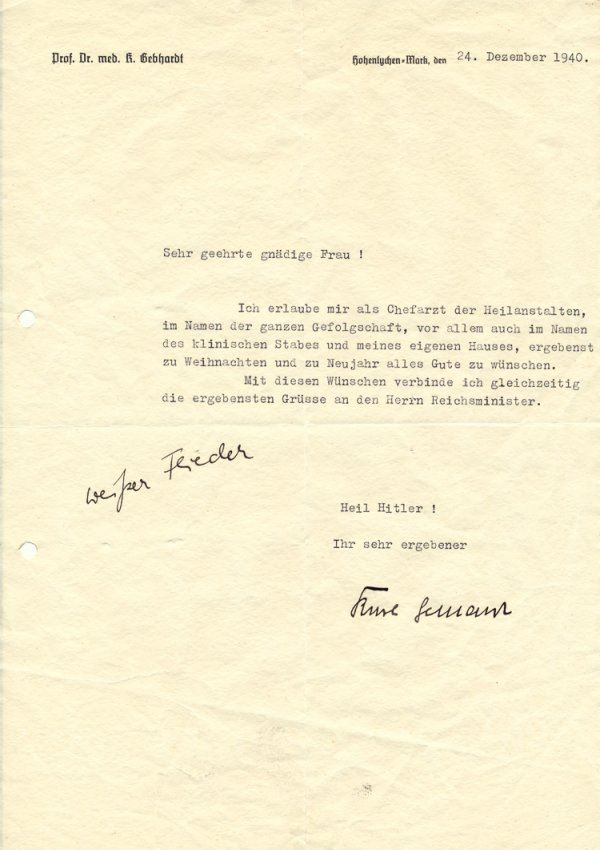 Prof. Dr. med. K. Gebhardt
Hohenlychen-Mark, den 24. Dezember 1940.
Sehr geehrte gnädige Frau !
Ich erlaube mir als Chefarzt der Heilanstalten,
im Namen der ganzen Gefolgschaft, vor allem auch im Namen
des klinischen Stabes und meines eigenen Hauses, ergebenst
zu Weihnachten und zu Neujahr alles Gute zu wünschen.
Mit diesen Wünschen verbinde ich gleichzeitig
die ergebensten Grüsse an den Herrn Reichsminister.
weißer Flieder
Heil Hitler !
Ihr sehr ergebener